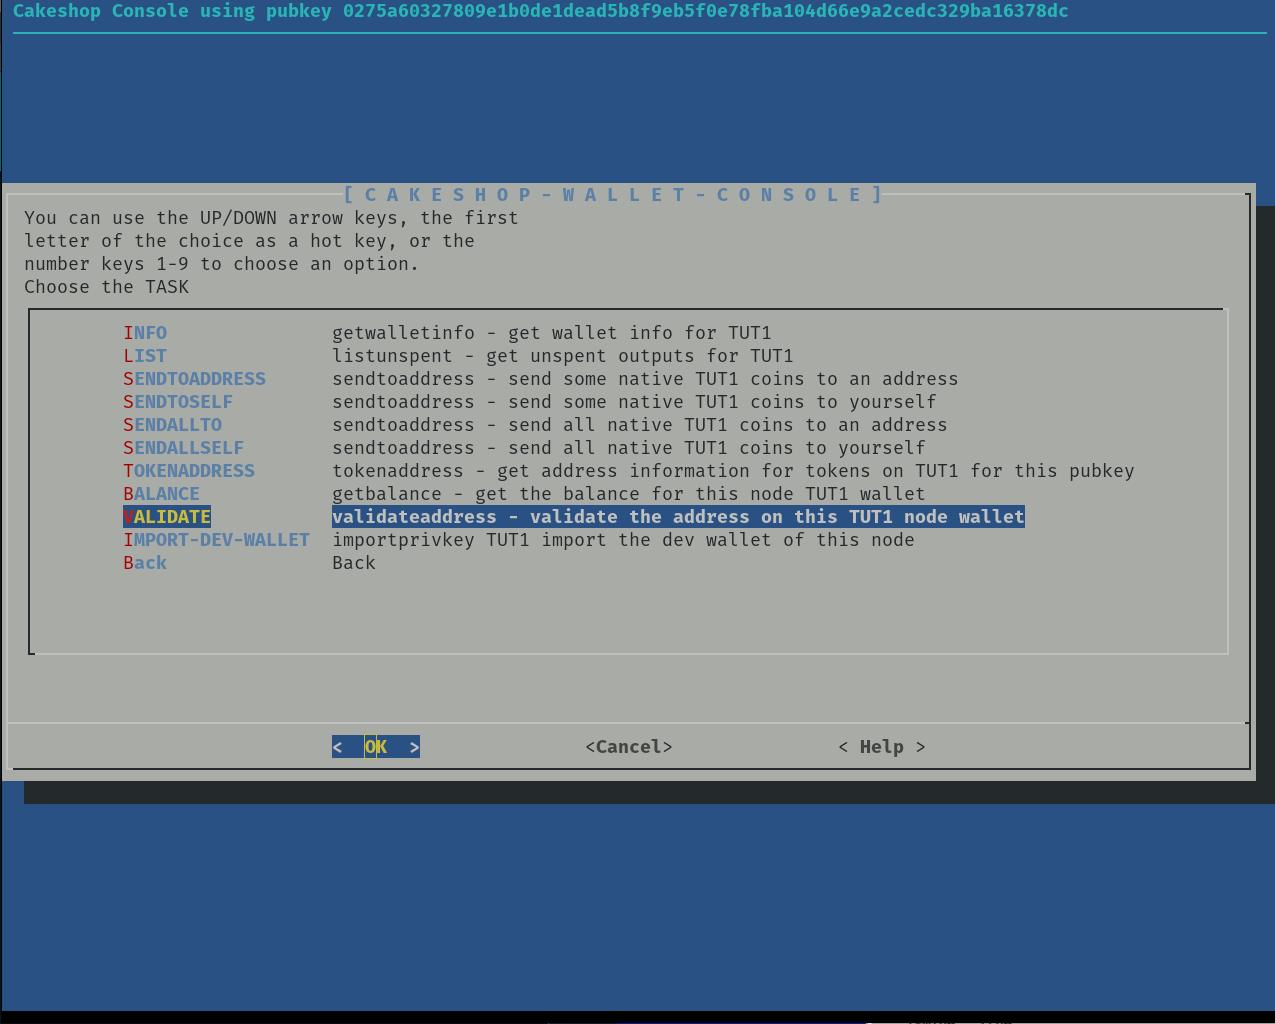 Cakeshop Console using pubkey 0275a60327809e1b0de1dead5b8f9eb5f0e78fba104d66e9a2cedc329ba16378dc
[ C A K E S H O P - W A L L E T - C O N S O L E ]
You can use the UP/DOWN arrow keys, the first
letter of the choice as a hot key, or the
number keys 1-9 to choose an option.
Choose the TASK
INFO getwalletinfo - get wallet info for TUT1
LIST listunspent - get unspent outputs for TUT1
SENDTOADDRESS sendtoaddress - send some native TUT1 coins to an address
SENDTOSELF sendtoaddress - send some native TUT1 coins to yourself
SENDALLTO sendtoaddress - send all native TUT1 coins to an address
SENDALLSELF sendtoaddress - send all native TUT1 coins to yourself
TOKENADDRESS tokenaddress - get address information for tokens on TUT1 for this pubkey
BALANCE getbalance - get the balance for this node TUT1 wallet
VALIDATE validateaddress - validate the address on this TUT1 node wallet
IMPORT-DEV-WALLET importprivkey TUT1 import the dev wallet of this node
Back Back
< OK > <Cancel> < Help >